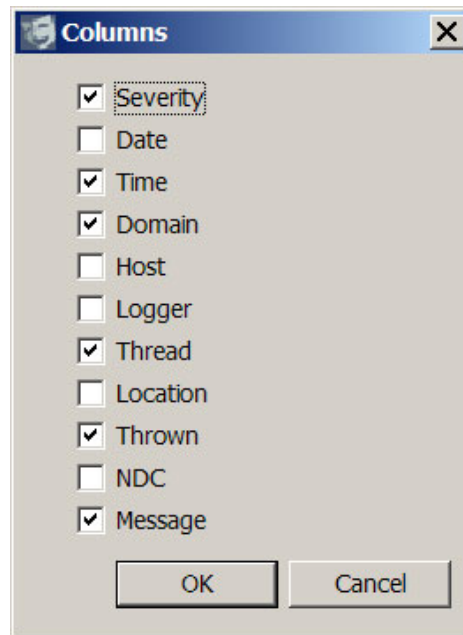 Columns
Severity
Date
Time
Domain
Host
Logger
Thread
Location
Thrown
NDC
Message
OK Cancel